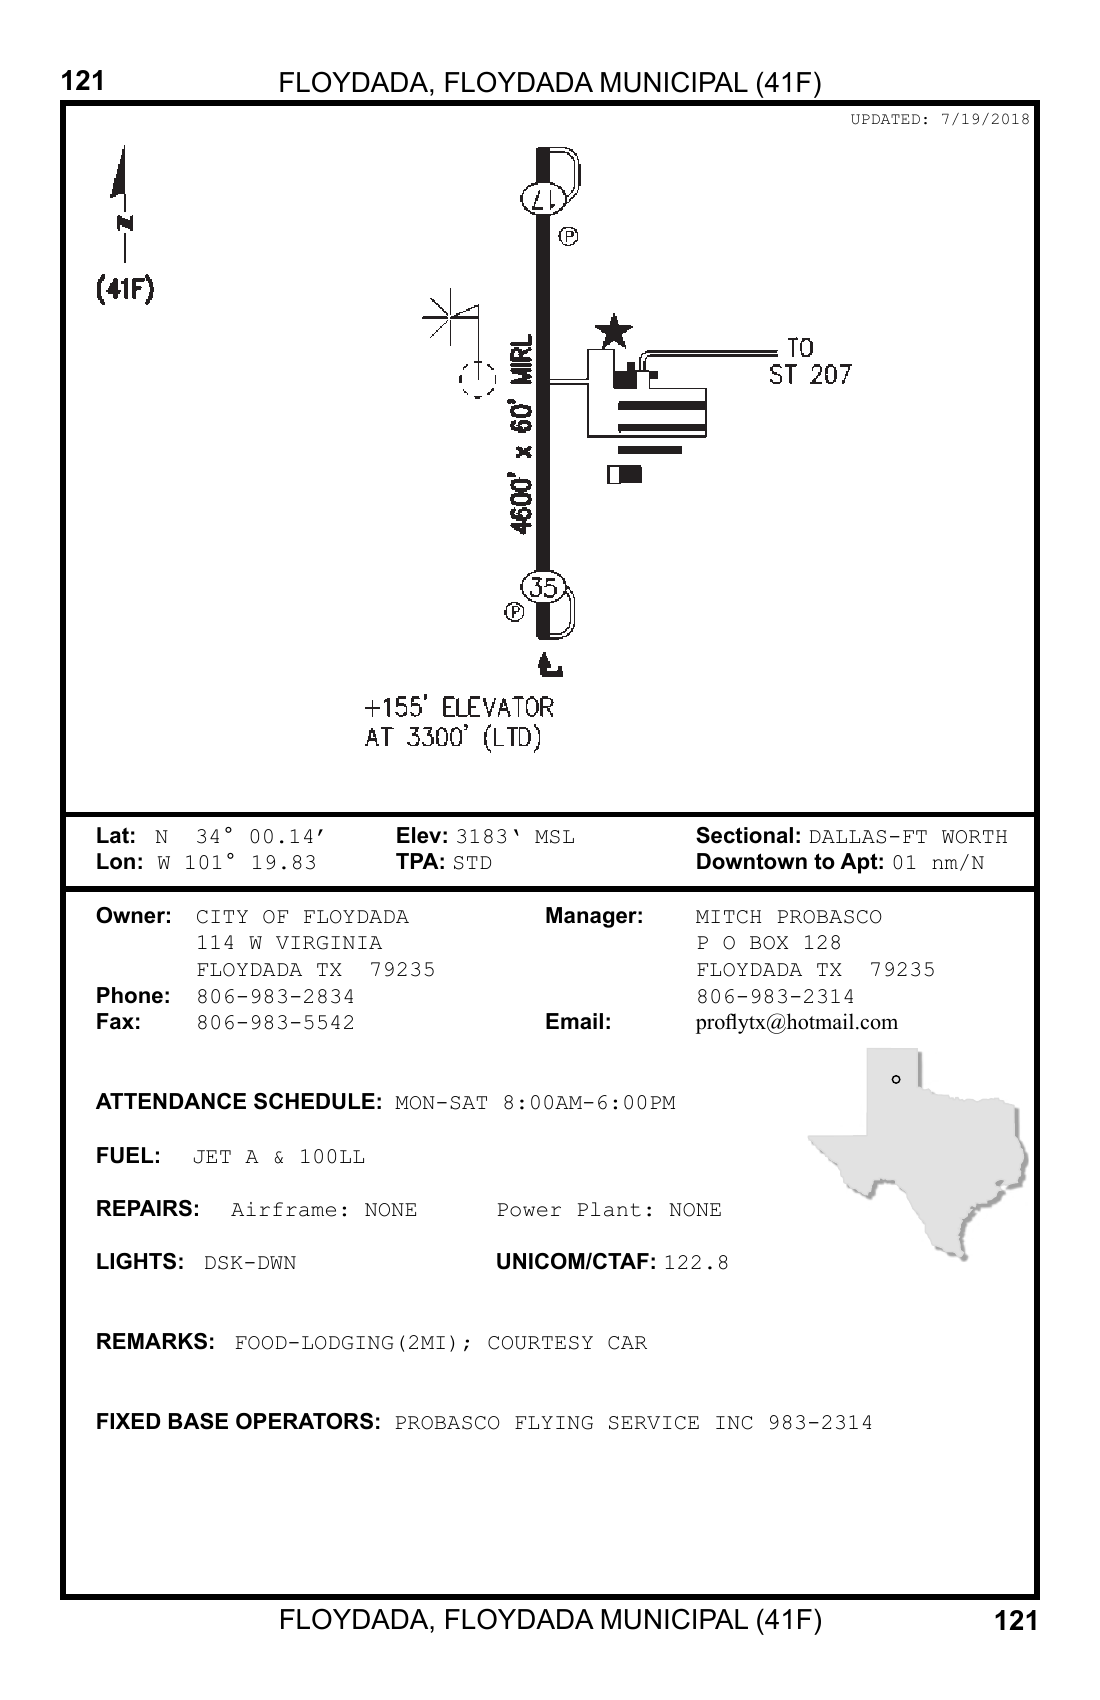 121 FLOYDADA, FLOYDADA MUNICIPAL (41F)
UPDATED: 7/19/2018
N
(41F)
17
P
4600' x 60' MIRL
TO
ST 207
35
P
+155' ELEVATOR
AT 3300' (LTD)
Lat: N 34° 00.14’ Elev: 3183‘ MSL Sectional: DALLAS-FT WORTH
Lon: W 101° 19.83 TPA: STD Downtown to Apt: 01 nm/N
Owner: CITY OF FLOYDADA Manager: MITCH PROBASCO
114 W VIRGINIA P O BOX 128
FLOYDADA TX 79235 FLOYDADA TX 79235
Phone: 806-983-2834 806-983-2314
Fax: 806-983-5542 Email: proflytx@hotmail.com
ATTENDANCE SCHEDULE: MON-SAT 8:00AM-6:00PM
FUEL: JET A & 100LL
REPAIRS: Airframe: NONE Power Plant: NONE
LIGHTS: DSK-DWN UNICOM/CTAF: 122.8
REMARKS: FOOD-LODGING(2MI); COURTESY CAR
FIXED BASE OPERATORS: PROBASCO FLYING SERVICE INC 983-2314
FLOYDADA, FLOYDADA MUNICIPAL (41F) 121